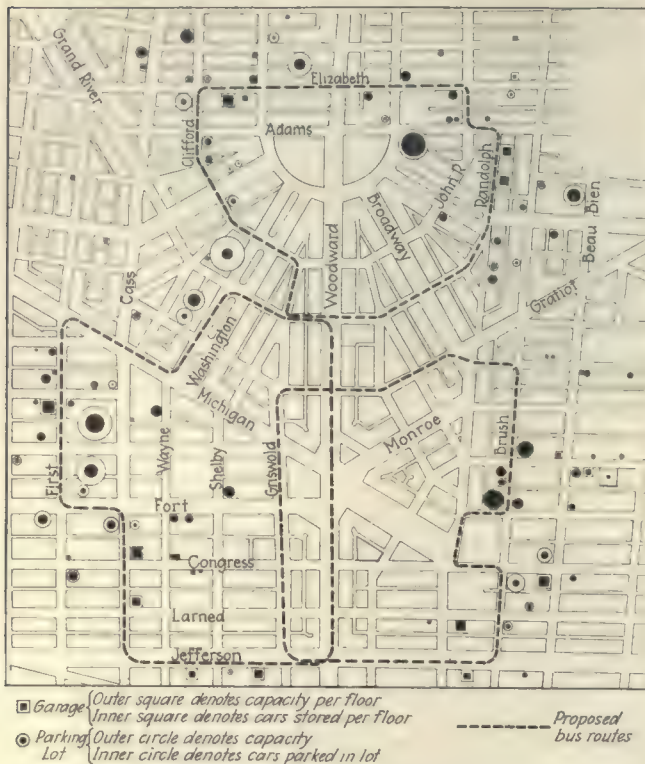 Grand River
Elizabeth
Clifford
Adams
John R
Randolph
Broadway
Woodward
Beau Bien
Gratiot
Cass
Washington
Michigan
Monroe
Brush
First
Wayne
Shelby
Griswold
Fort
Congress
Larned
Jefferson
Garage Outer square denotes capacity per floor
Inner square denotes cars stored per floor
Parking Lot Outer circle denotes capacity
Inner circle denotes cars parked in lot
Proposed
bus routes